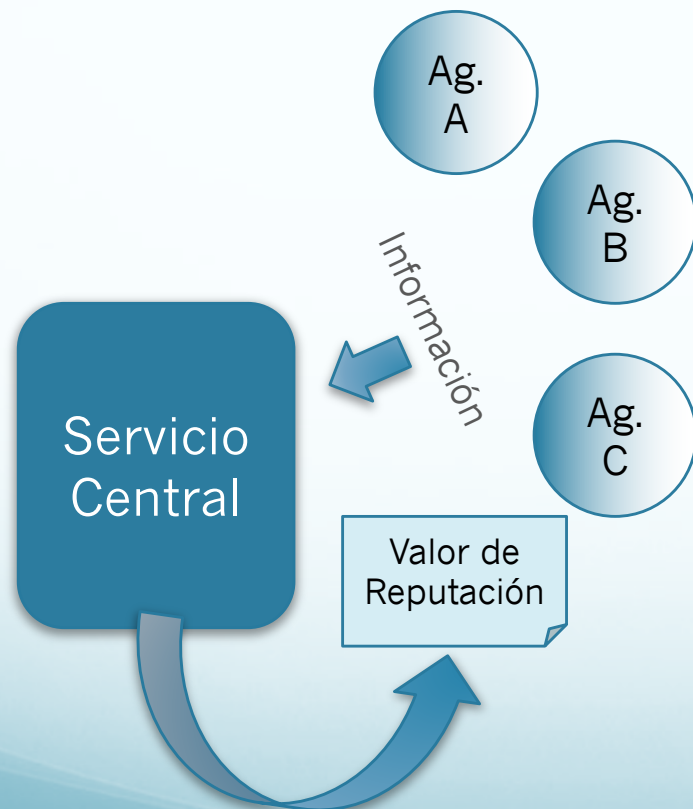 Ag.
A
Ag.
B
Información
Ag.
C
Servicio
Central
Valor de
Reputación